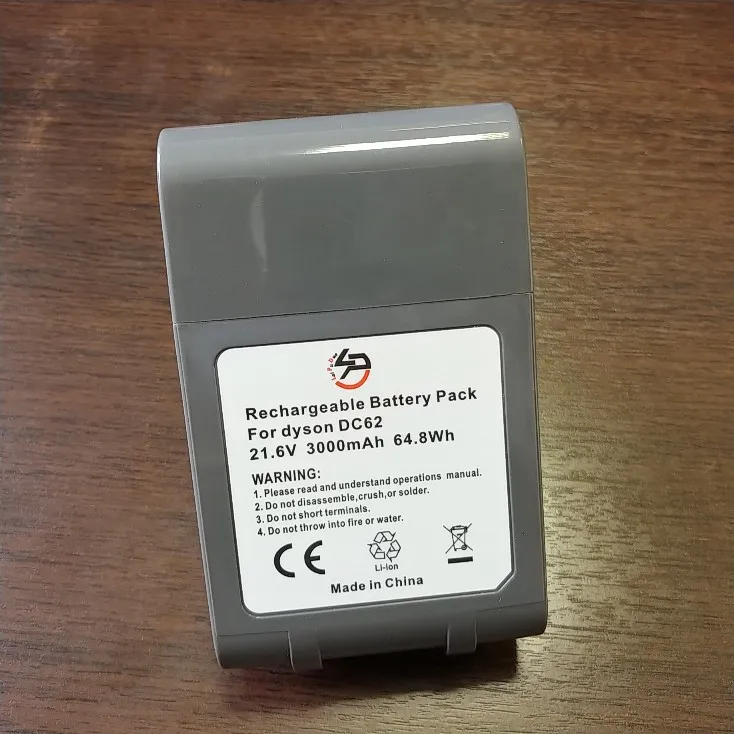 Rechargeable Battery Pack
For dyson DC62
21.6V 3000mAh 64.8Wh
WARNING:
1. Please read and understand operations manual.
2. Do not disassemble,crush,or solder.
3. Do not short terminals.
4. Do not throw into fire or water.
CE
Li-ion
Made in China